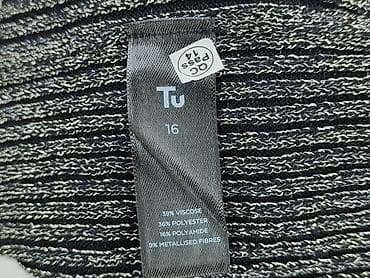 QC
Pass
14
Tu
16
39% VISCOSE
36% POLYESTER
16% POLYAMIDE
9% METALLISED FIBRES